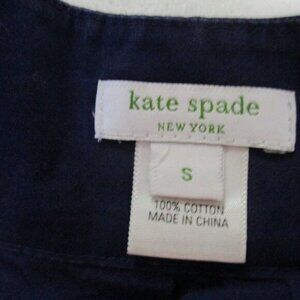 kate spade
NEW YORK
S
100% COTTON
MADE IN CHINA